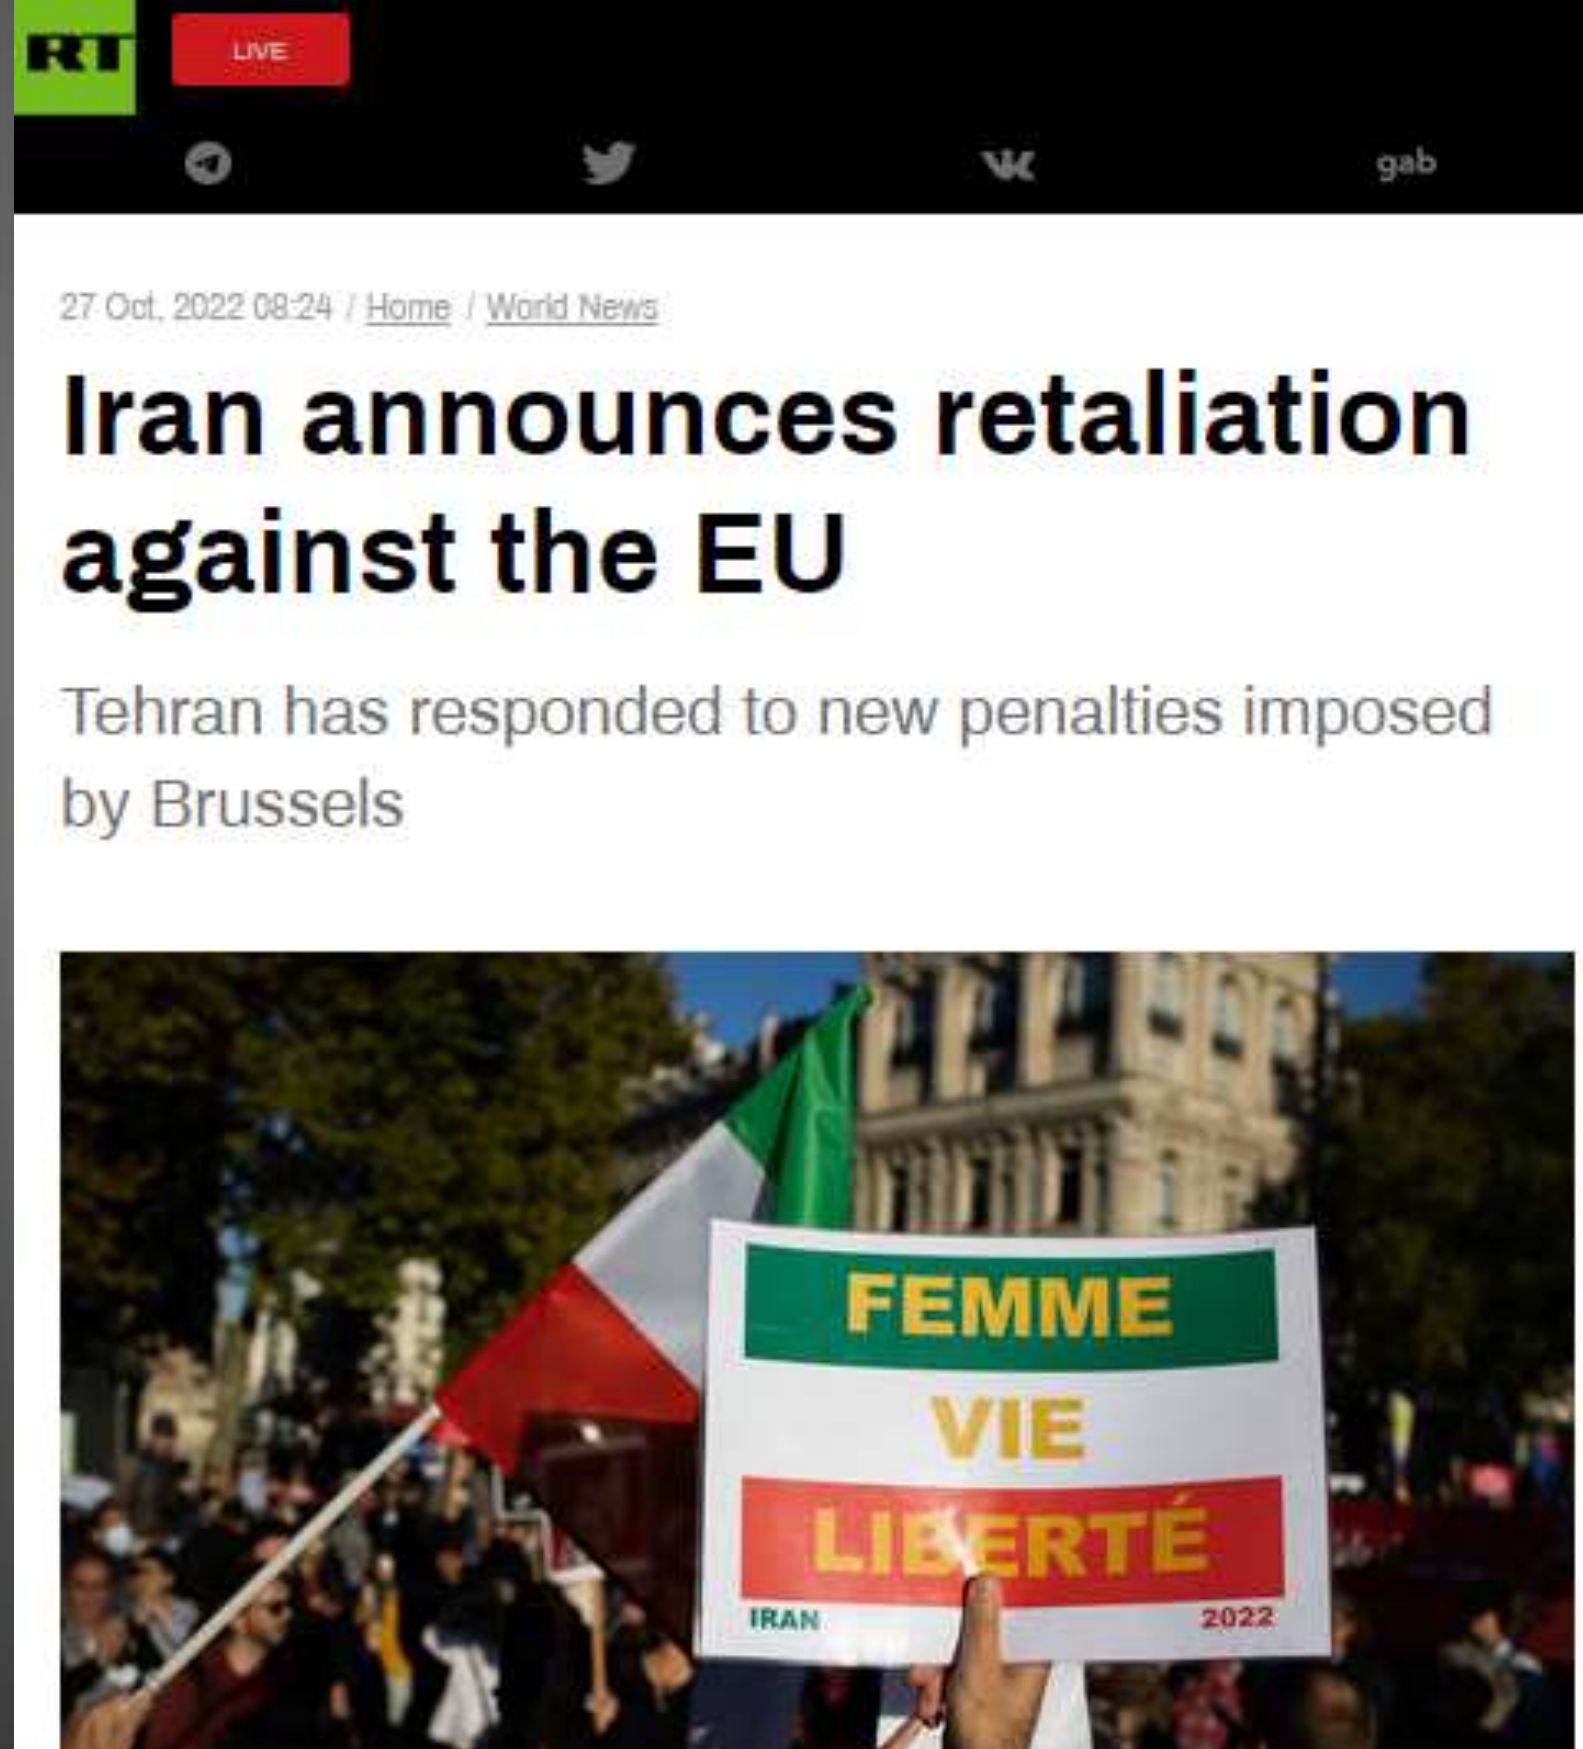 RT
LIVE
gab
27 Oct, 2022 08:24 / Home / World News
Iran announces retaliation
against the EU
Tehran has responded to new penalties imposed
by Brussels
FEMME
VIE
LIBERTÉ
IRAN 2022